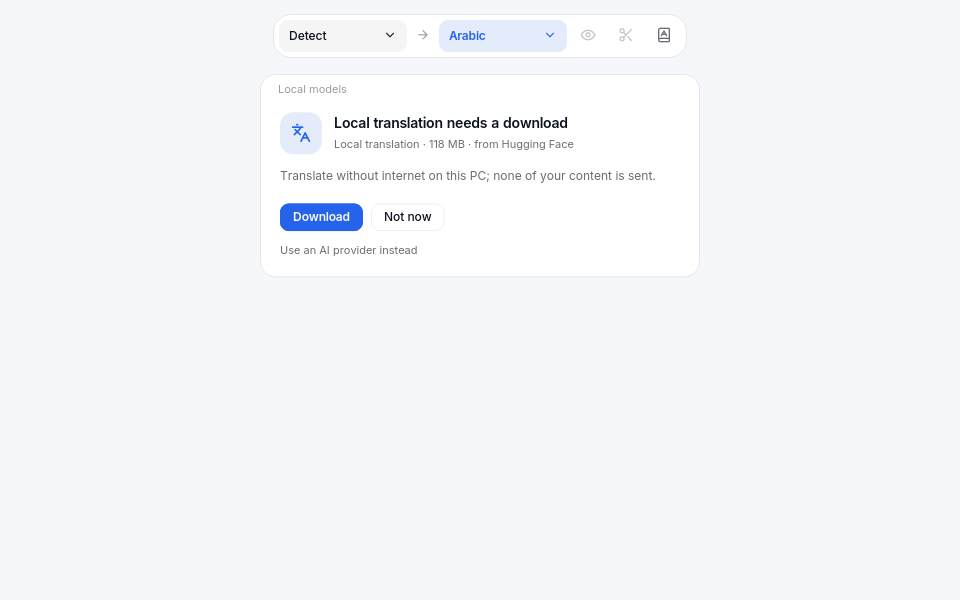 Detect
Arabic
Local models
Local translation needs a download
Local translation · 118 MB · from Hugging Face
Translate without internet on this PC; none of your content is sent.
Download
Not now
Use an AI provider instead